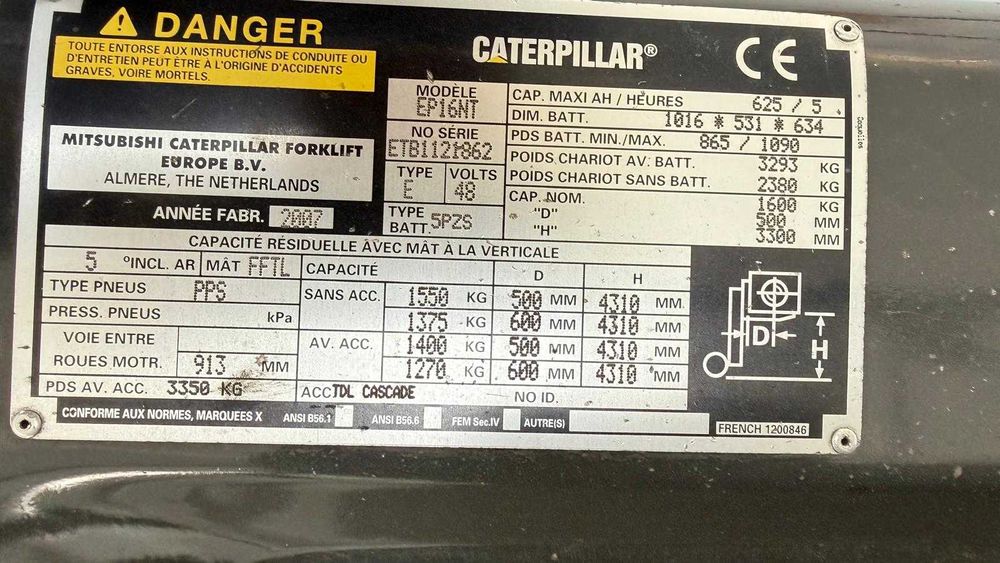 DANGER
TOUTE ENTORSE AUX INSTRUCTIONS DE CONDUITE OU
D'ENTRETIEN PEUT ÊTRE À L'ORIGINE D'ACCIDENTS
GRAVES, VOIRE MORTELS.
CATERPILLAR®
CE
MITSUBISHI CATERPILLAR FORKLIFT
EUROPE B.V.
ALMERE, THE NETHERLANDS
ANNÉE FABR. 2007
MODÈLE
EP16NT
NO SÉRIE
ETB1121862
TYPE VOLTS
E 48
TYPE
BATT. 5PZS
CAP. MAXI AH / HEURES 625 / 5
DIM. BATT. 1016 * 531 * 634
PDS BATT. MIN./MAX. 865 / 1090
POIDS CHARIOT AV. BATT. 3293 KG
POIDS CHARIOT SANS BATT. 2380 KG
CAP. NOM. 1600 KG
"D" 500 MM
"H" 3300 MM
CAPACITÉ RÉSIDUELLE AVEC MÂT À LA VERTICALE
5 °INCL. AR MÂT FFTL CAPACITÉ D H
TYPE PNEUS PPS SANS ACC. 1550 KG 500 MM 4310 MM
PRESS. PNEUS kPa 1375 KG 600 MM 4310 MM
VOIE ENTRE AV. ACC. 1400 KG 500 MM 4310 MM
ROUES MOTR. 913 MM 1270 KG 600 MM 4310 MM
PDS AV. ACC. 3350 KG ACC TDL CASCADE NO ID.
CONFORME AUX NORMES, MARQUEES X ANSI B56.1 ANSI B56.6 FEM Sec.IV AUTRE(S)
D
H
FRENCH 1200846